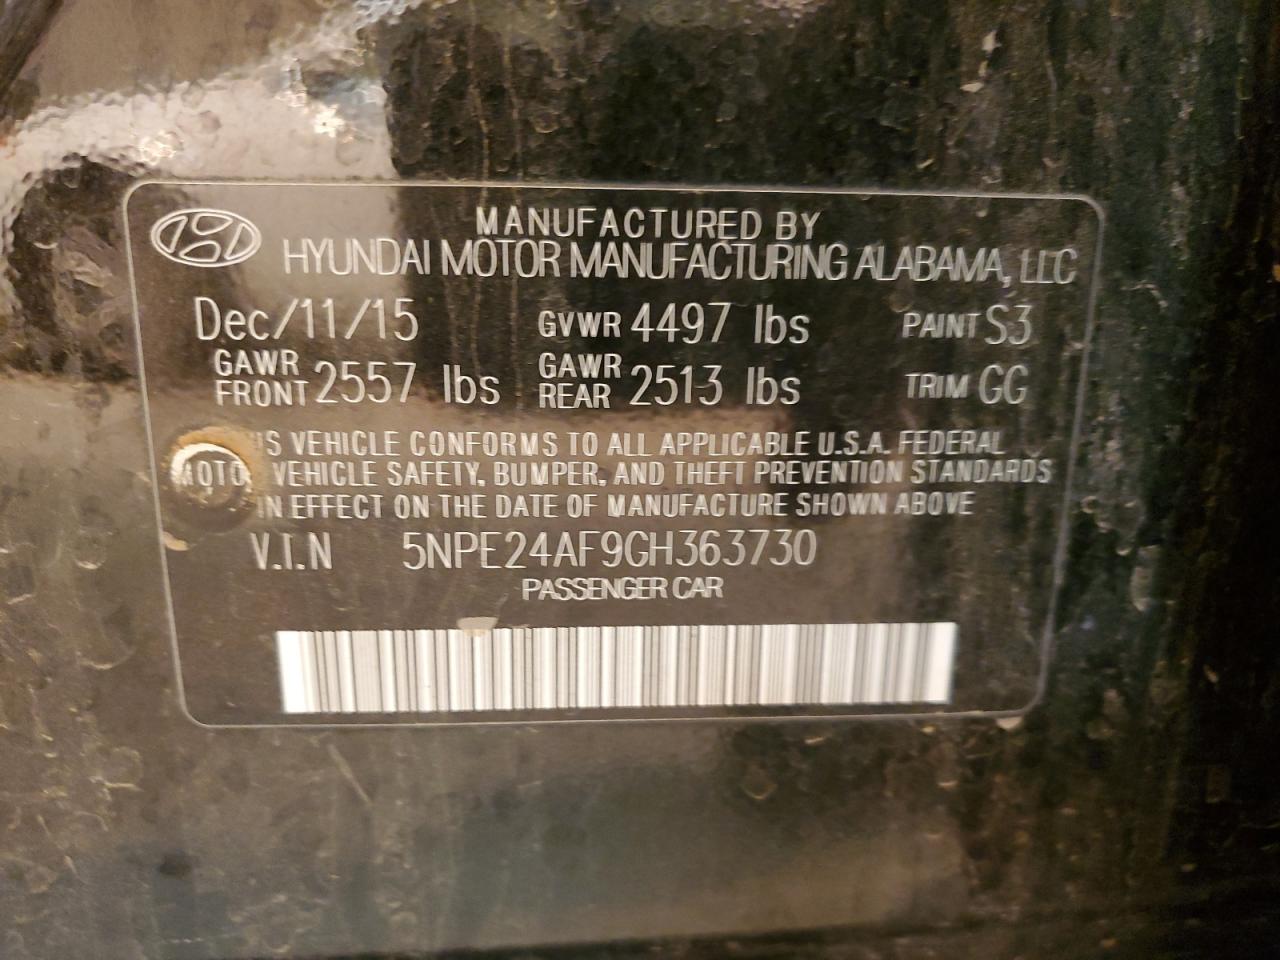 MANUFACTURED BY
HYUNDAI MOTOR MANUFACTURING ALABAMA, LLC
Dec/11/15 GVWR 4497 lbs PAINT S3
GAWR FRONT 2557 lbs GAWR REAR 2513 lbs TRIM GG
IS VEHICLE CONFORMS TO ALL APPLICABLE U.S.A. FEDERAL
MOTO VEHICLE SAFETY, BUMPER, AND THEFT PREVENTION STANDARDS
IN EFFECT ON THE DATE OF MANUFACTURE SHOWN ABOVE
V.I.N 5NPE24AF9GH363730
PASSENGER CAR